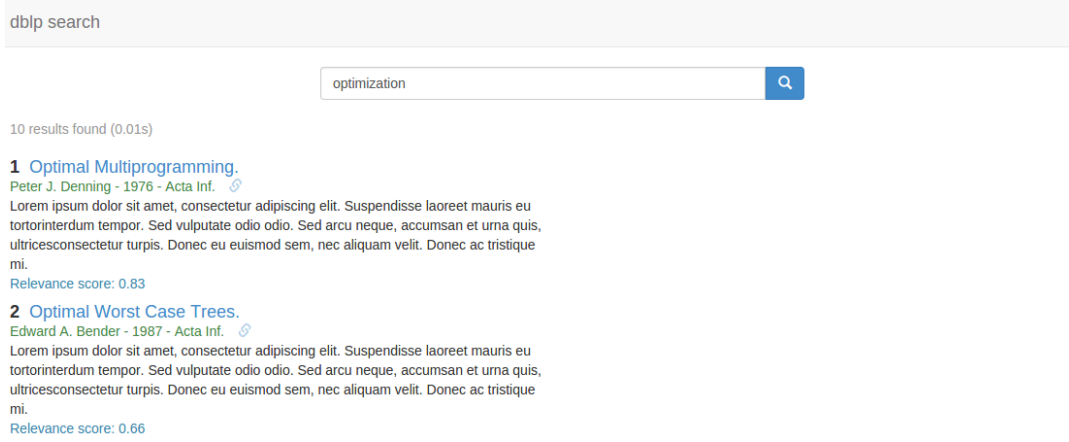 dblp search
optimization
10 results found (0.01s)
1 Optimal Multiprogramming.
Peter J. Denning - 1976 - Acta Inf.
Lorem ipsum dolor sit amet, consectetur adipiscing elit. Suspendisse laoreet mauris eu
tortorinterdum tempor. Sed vulputate odio odio. Sed arcu neque, accumsan et urna quis,
ultricesconsectetur turpis. Donec eu euismod sem, nec aliquam velit. Donec ac tristique
mi.
Relevance score: 0.83
2 Optimal Worst Case Trees.
Edward A. Bender - 1987 - Acta Inf.
Lorem ipsum dolor sit amet, consectetur adipiscing elit. Suspendisse laoreet mauris eu
tortorinterdum tempor. Sed vulputate odio odio. Sed arcu neque, accumsan et urna quis,
ultricesconsectetur turpis. Donec eu euismod sem, nec aliquam velit. Donec ac tristique
mi.
Relevance score: 0.66